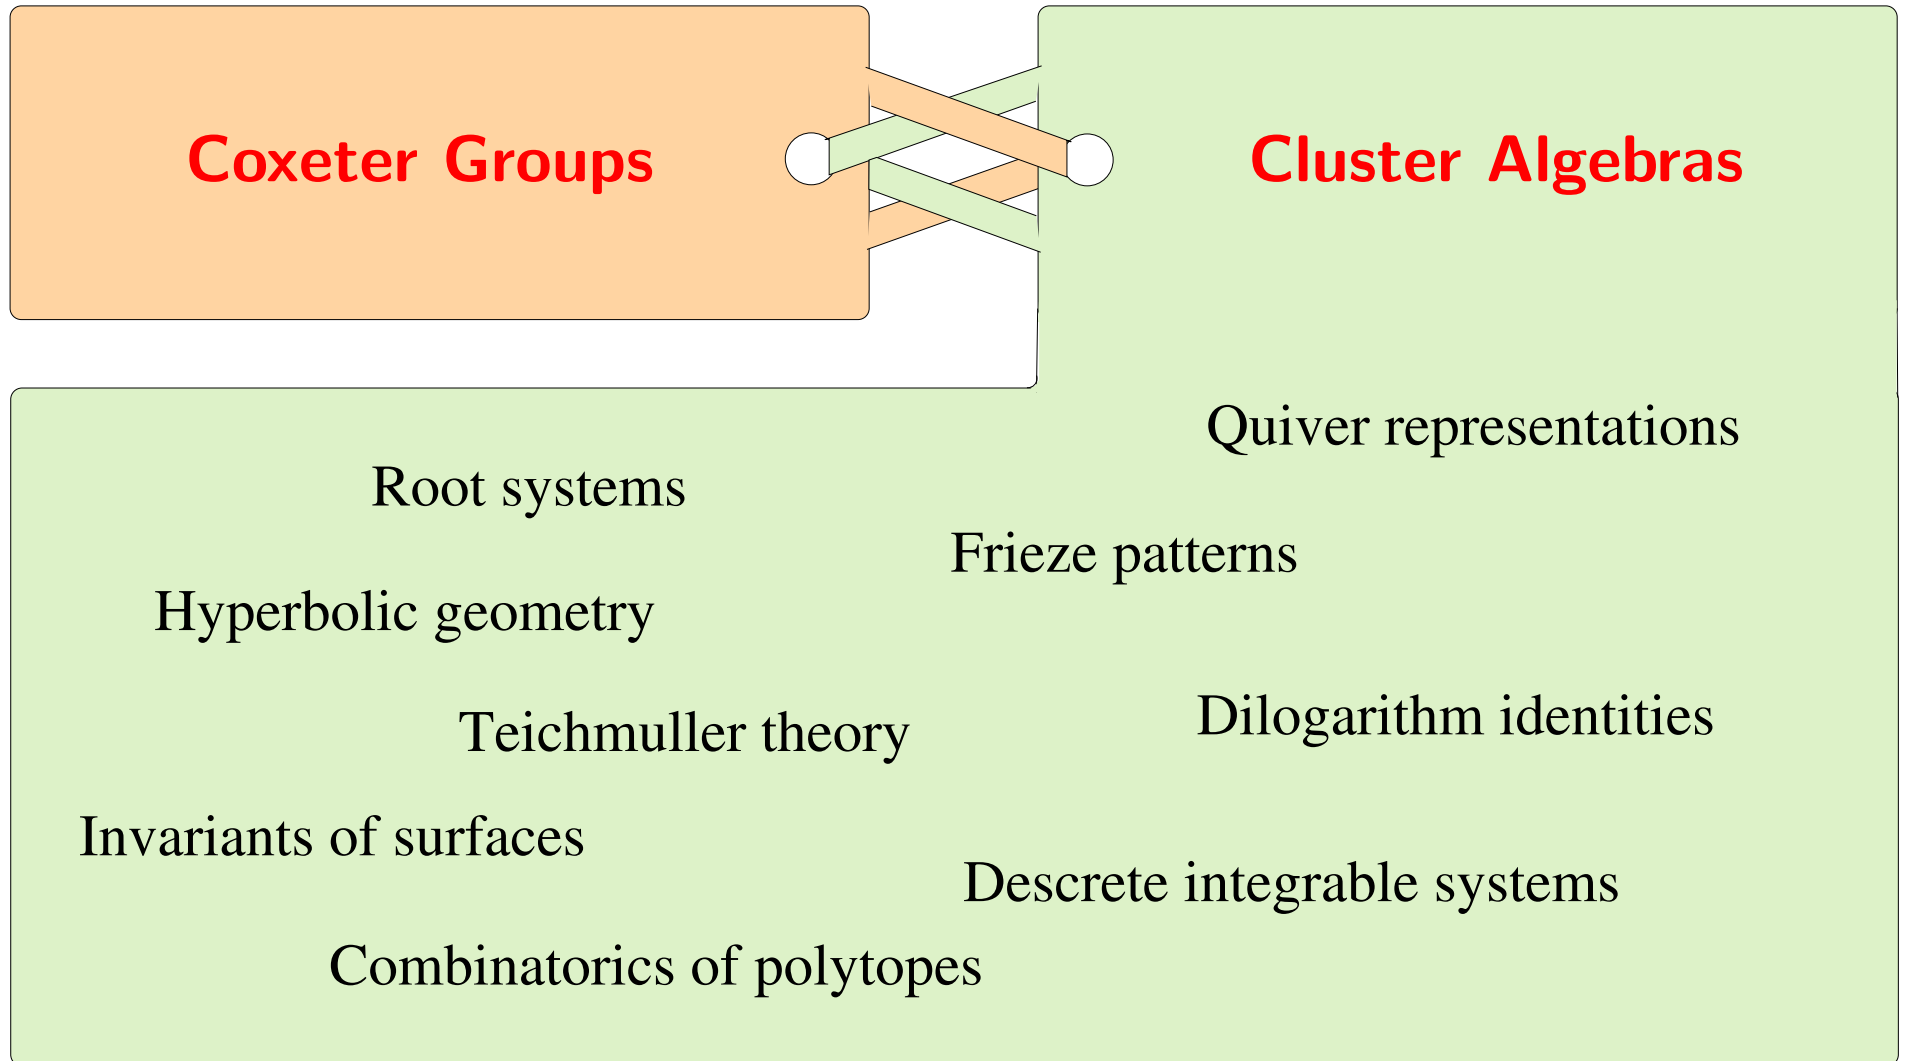 Coxeter Groups
Cluster Algebras
Quiver representations
Root systems
Frieze patterns
Hyperbolic geometry
Dilogarithm identities
Teichmuller theory
Invariants of surfaces
Descrete integrable systems
Combinatorics of polytopes